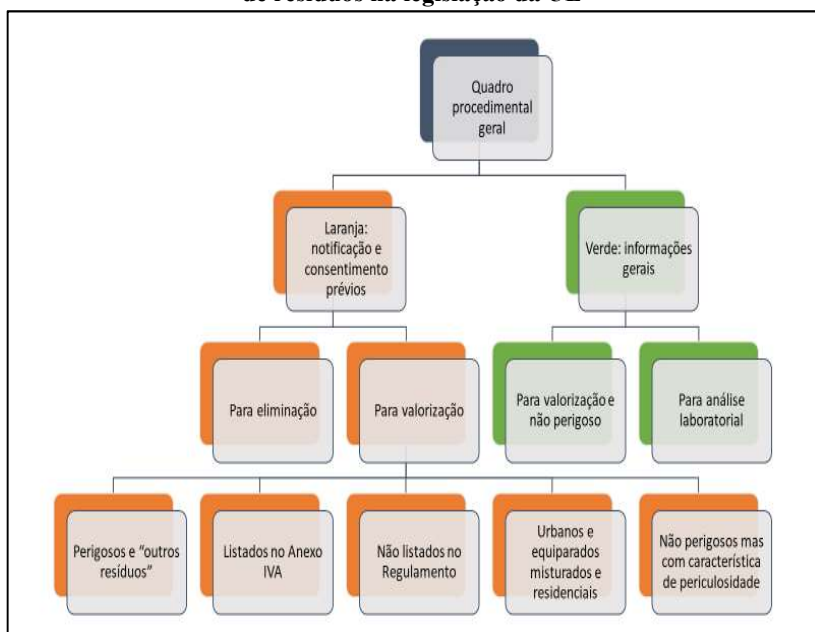 de resíduos na legislação da UE
Quadro
procedimental
geral
Laranja:
notificação e
consentimento
prévios
Verde: informações
gerais
Para eliminação
Para valorização
Para valorização e
não perigoso
Para análise
laboratorial
Perigosos e “outros
resíduos”
Listados no Anexo
IVA
Não listados no
Regulamento
Urbanos e
equiparados
misturados e
residenciais
Não perigosos mas
com característica
de periculosidade